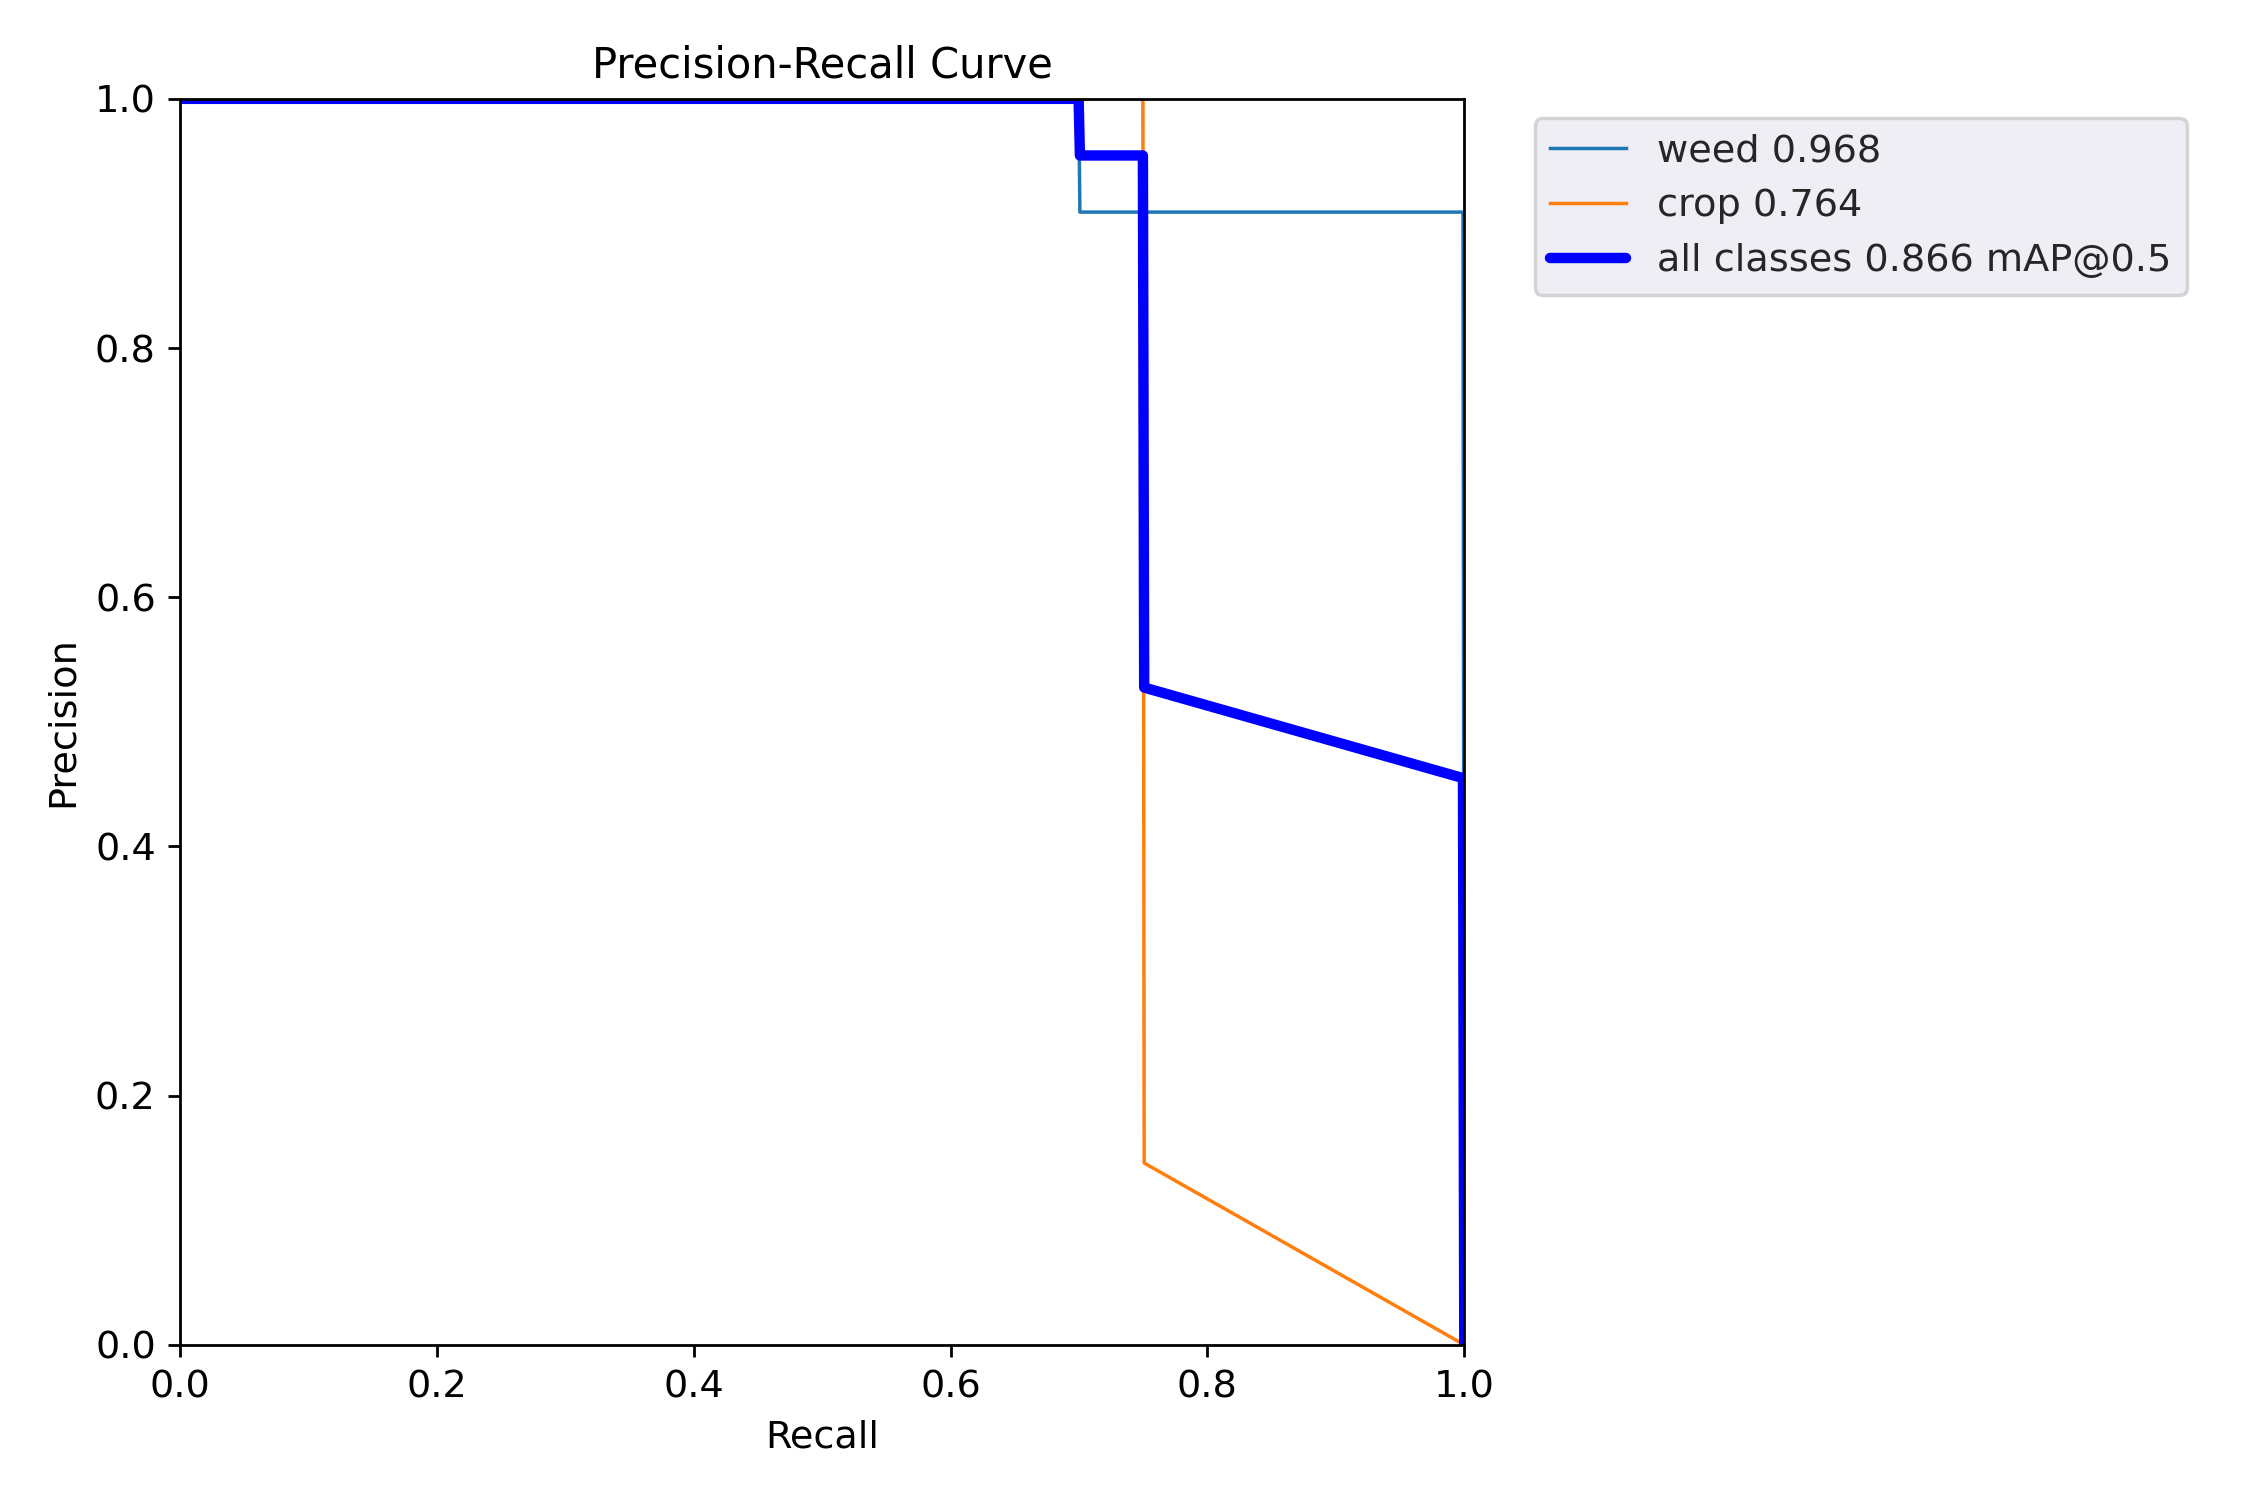 Precision-Recall Curve
1.0
0.8
0.6
0.4
0.2
0.0
Precision
0.0 0.2 0.4 0.6 0.8 1.0
Recall
weed 0.968
crop 0.764
all classes 0.866 mAP@0.5